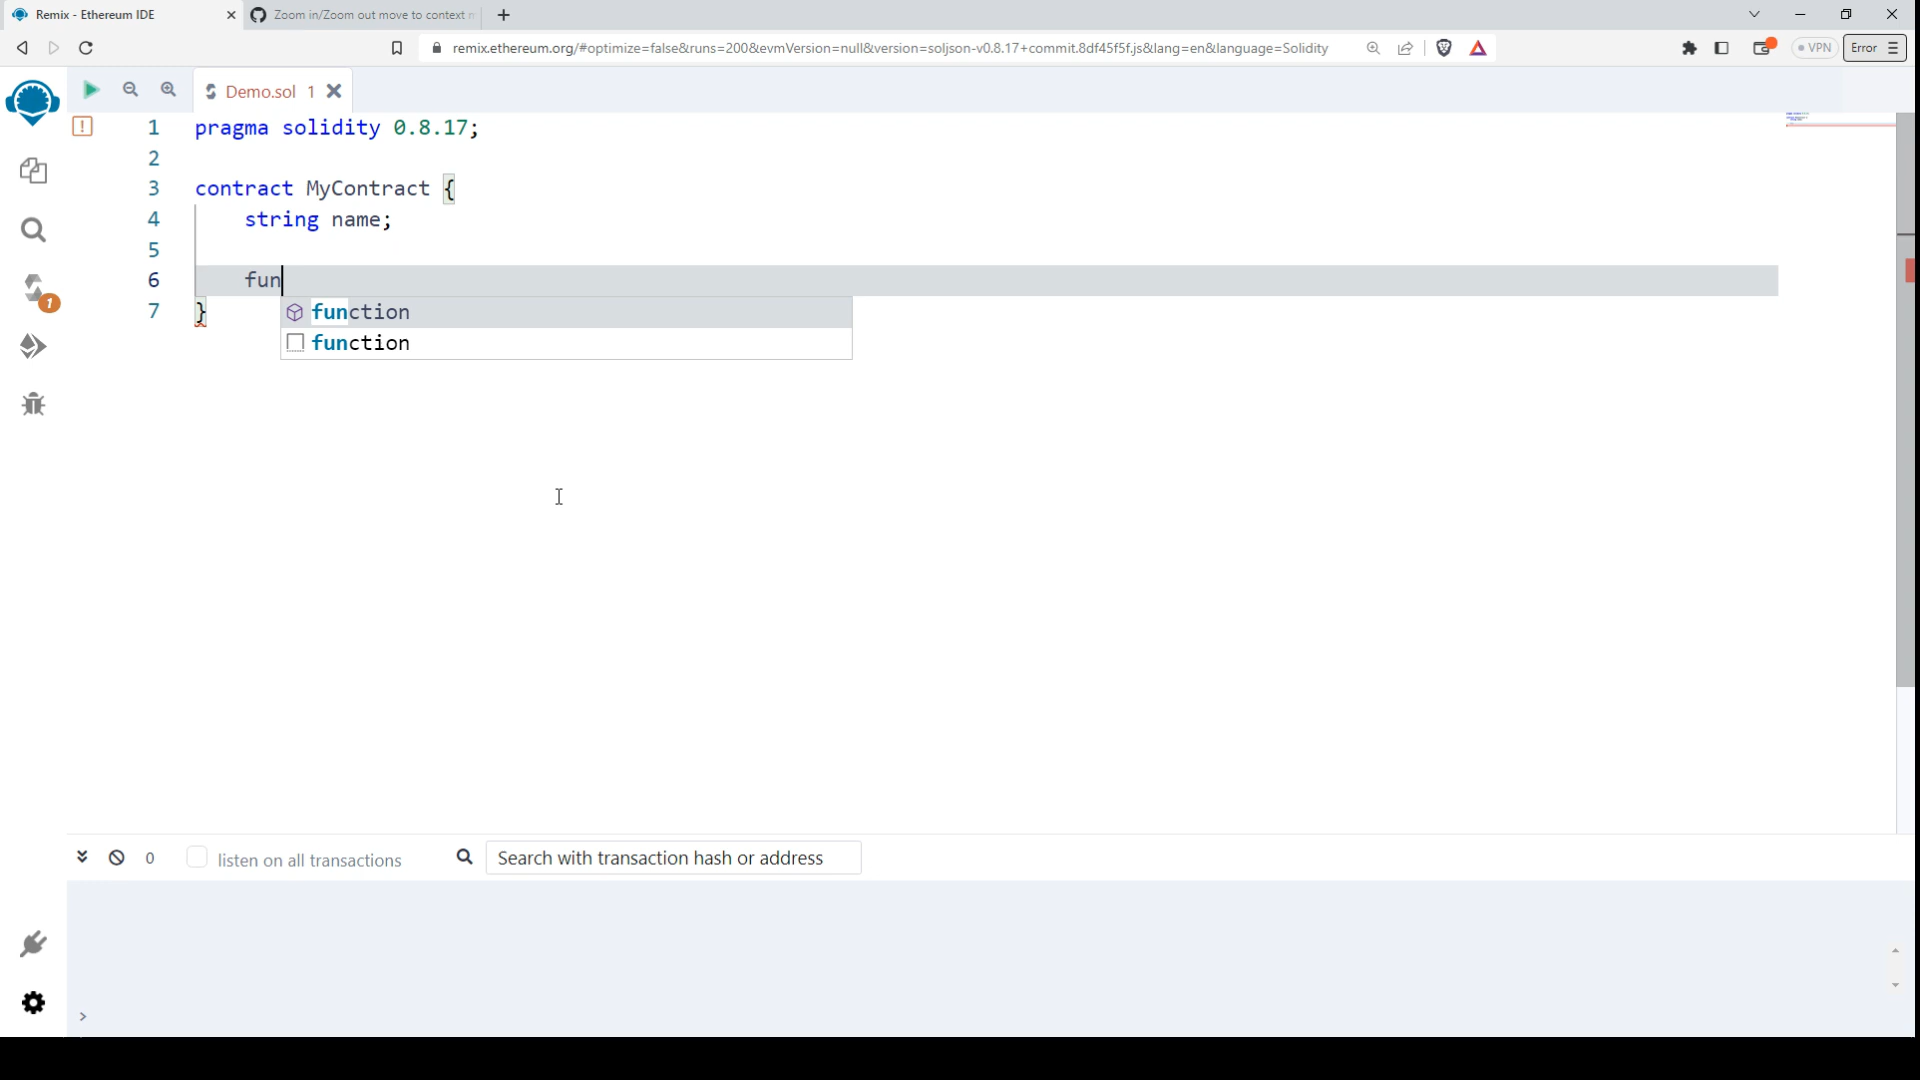 Remix - Ethereum IDE
Zoom in/Zoom out move to context
remix.ethereum.org/#optimize=false&runs=200&evmVersion=null&version=soljson-v0.8.17+commit.8df45f5f.js&lang=en&language=Solidity
VPN
Error
Demo.sol 1
1 pragma solidity 0.8.17;
2
3 contract MyContract {
4 string name;
5
6 fun
function
7 }
function
1
0
listen on all transactions
Search with transaction hash or address
>